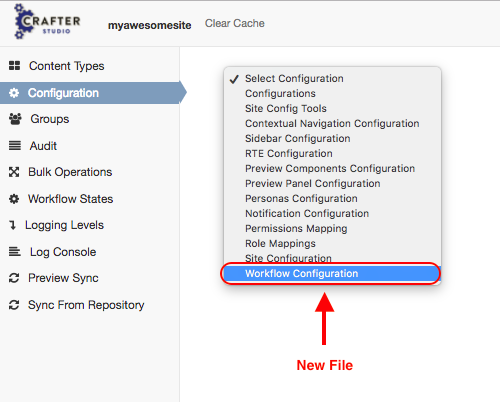 CRAFTER
STUDIO
myawesomesite
Clear Cache
Content Types
Configuration
Groups
Audit
Bulk Operations
Workflow States
Logging Levels
Log Console
Preview Sync
Sync From Repository
Select Configuration
Configurations
Site Config Tools
Contextual Navigation Configuration
Sidebar Configuration
RTE Configuration
Preview Components Configuration
Preview Panel Configuration
Personas Configuration
Notification Configuration
Permissions Mapping
Role Mappings
Site Configuration
Workflow Configuration
New File